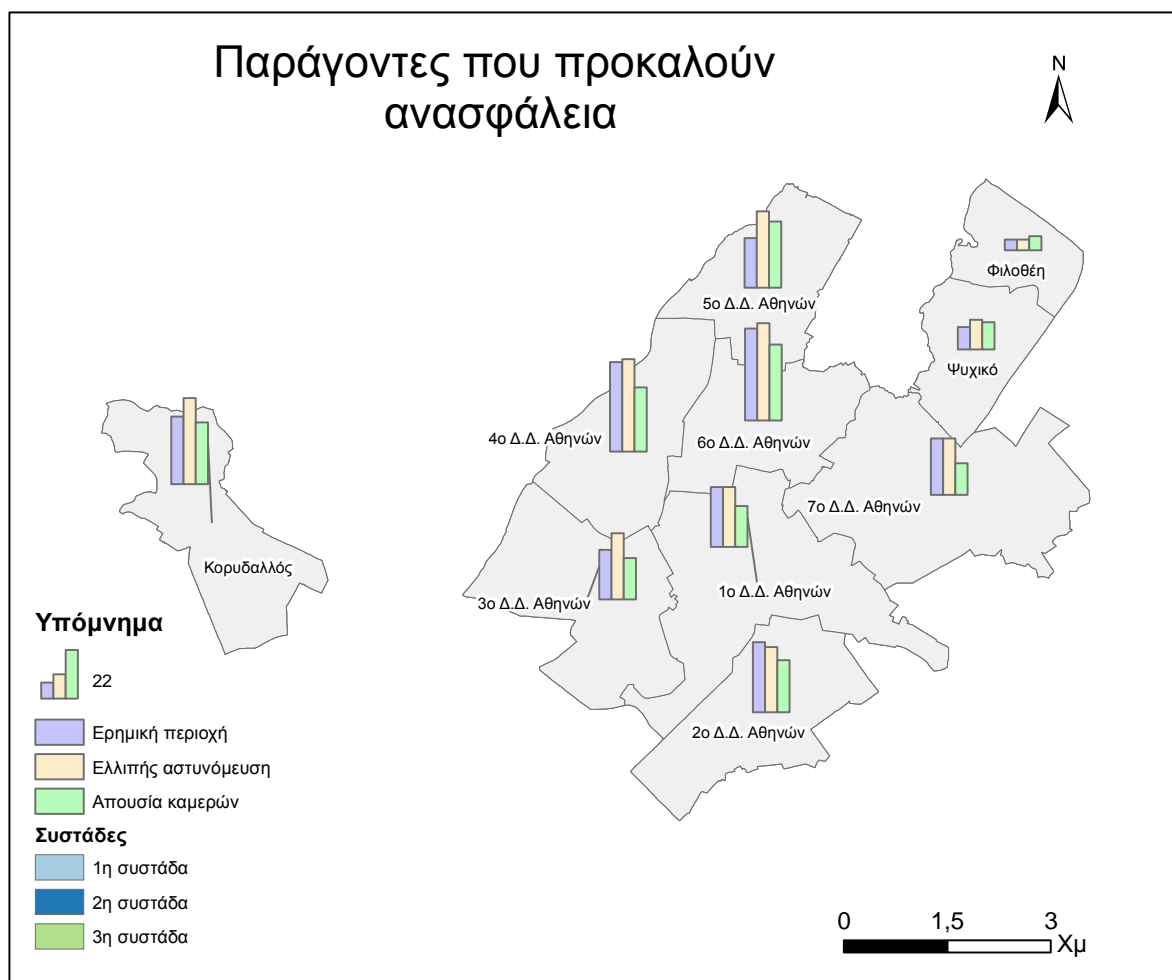 Παράγοντες που προκαλούν
ανασφάλεια
N
Φιλοθέη
5ο Δ.Δ. Αθηνών
Ψυχικό
4ο Δ.Δ. Αθηνών
6ο Δ.Δ. Αθηνών
7ο Δ.Δ. Αθηνών
Κορυδαλλός
3ο Δ.Δ. Αθηνών
1ο Δ.Δ. Αθηνών
2ο Δ.Δ. Αθηνών
Υπόμνημα
22
Ερημική περιοχή
Ελλιπής αστυνόμευση
Απουσία καμερών
Συστάδες
1η συστάδα
2η συστάδα
3η συστάδα
0 1,5 3
Χμ